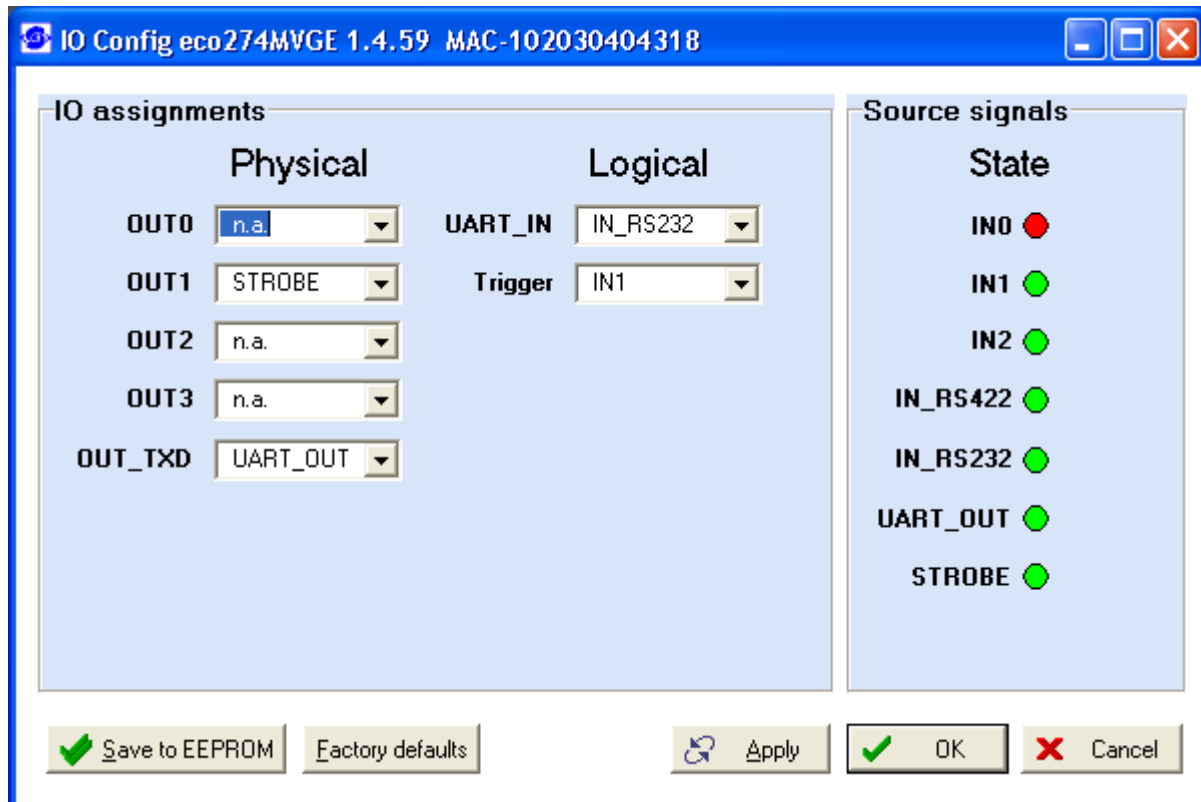 IO Config eco274MVGE 1.4.59 MAC-102030404318
IO assignments
Physical Logical
OUT0 n.a. UART_IN IN_RS232
OUT1 STROBE Trigger IN1
OUT2 n.a.
OUT3 n.a.
OUT_TXD UART_OUT
Source signals
State
IN0
IN1
IN2
IN_RS422
IN_RS232
UART_OUT
STROBE
Save to EEPROM Factory defaults Apply OK Cancel